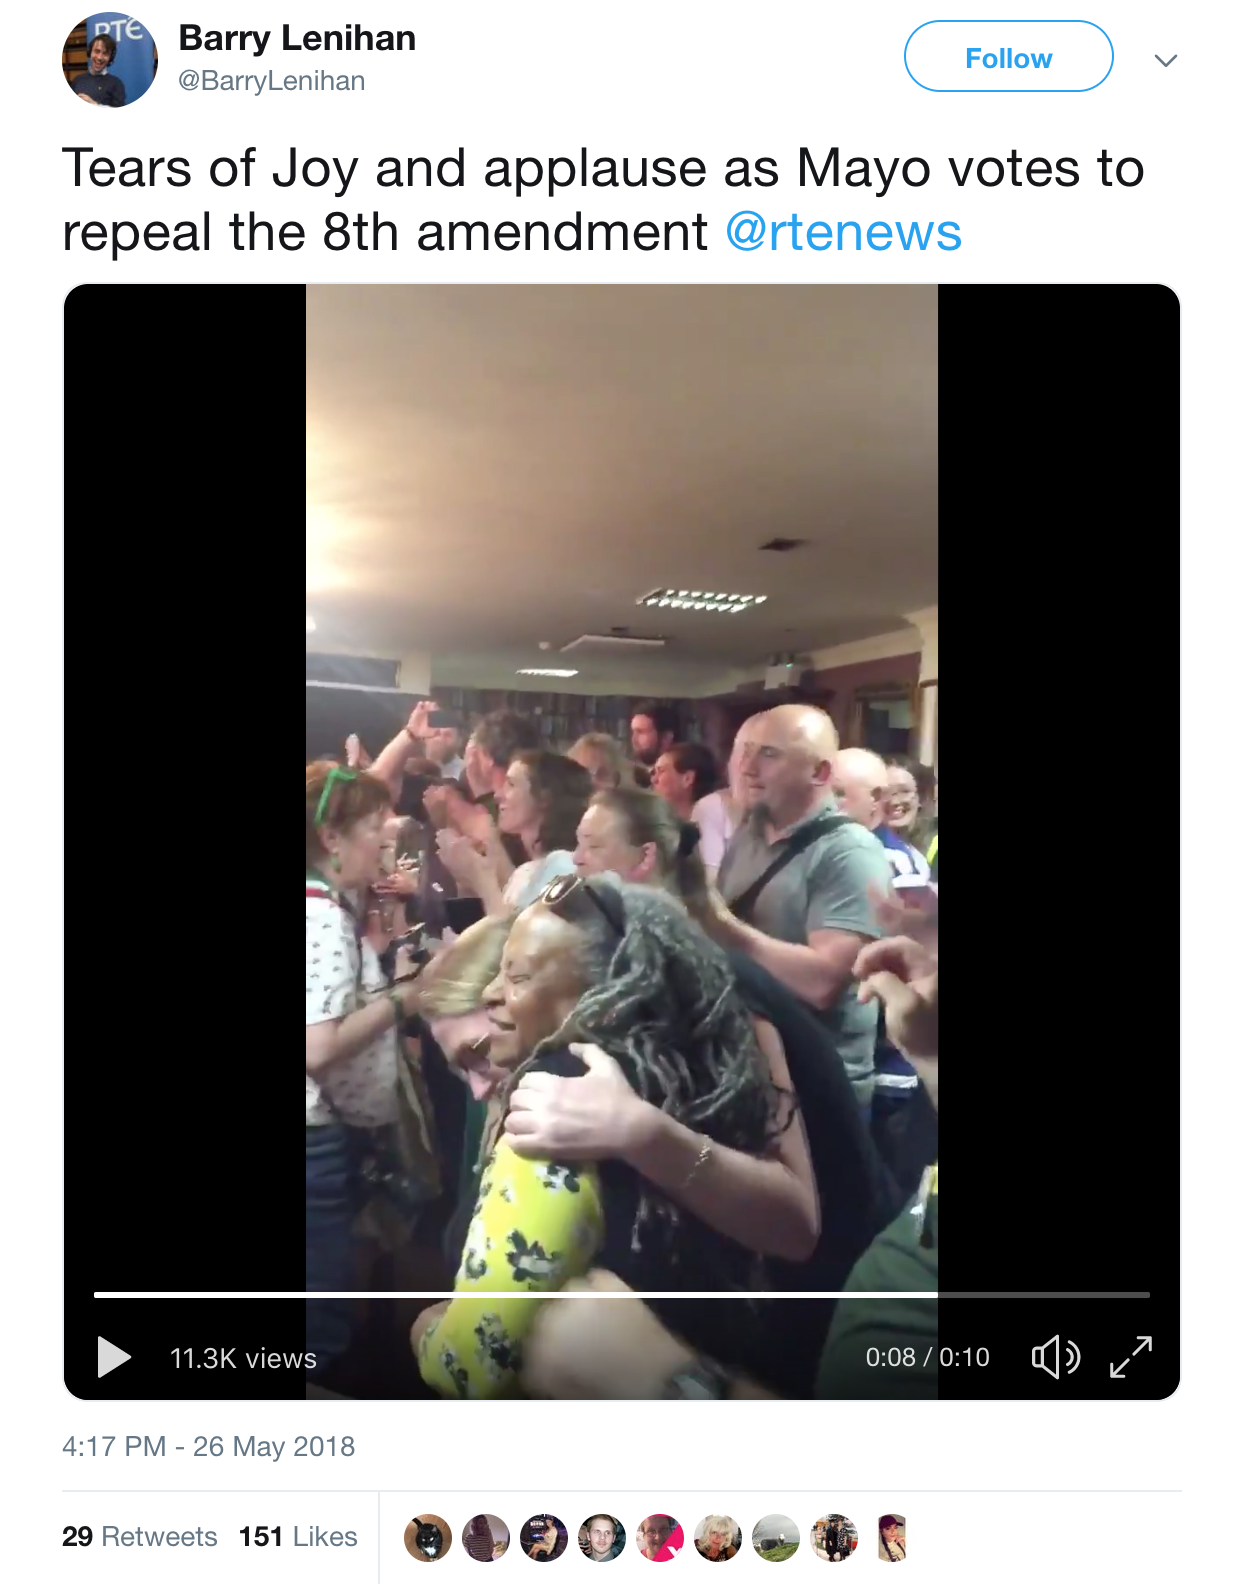 RTÉ
Barry Lenihan
@BarryLenihan
Follow
Tears of Joy and applause as Mayo votes to
repeal the 8th amendment @rtenews
11.3K views
0:08 / 0:10
4:17 PM - 26 May 2018
29 Retweets 151 Likes